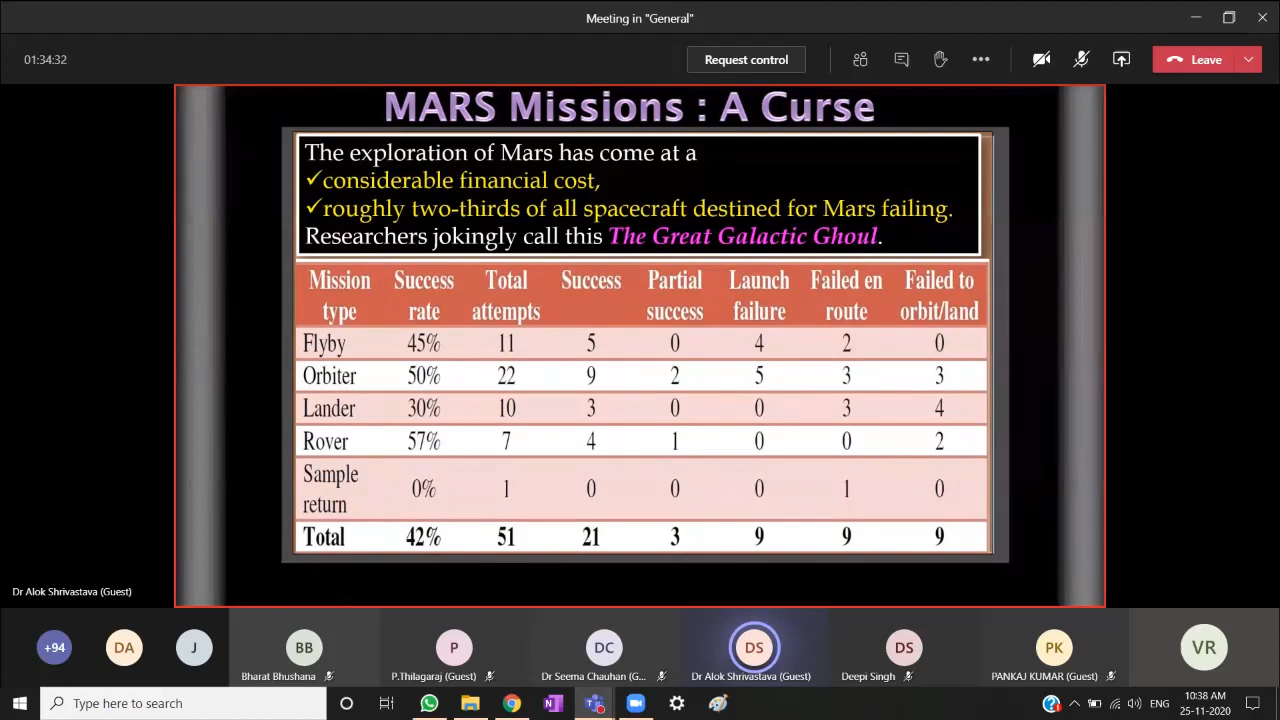 Meeting in "General"
01:34:32
Request control
Leave
MARS Missions : A Curse
The exploration of Mars has come at a
✓considerable financial cost,
✓roughly two-thirds of all spacecraft destined for Mars failing.
Researchers jokingly call this The Great Galactic Ghoul.
Mission type Success rate Total attempts Success Partial success Launch failure Failed en route Failed to orbit/land
Flyby 45% 11 5 0 4 2 0
Orbiter 50% 22 9 2 5 3 3
Lander 30% 10 3 0 0 3 4
Rover 57% 7 4 1 0 0 2
Sample return 0% 1 0 0 0 1 0
Total 42% 51 21 3 9 9 9
Dr Alok Shrivastava (Guest)
+94 DA J BB P DC DS DS PK VR
Bharat Bhushana P.Thilagaraj (Guest) Dr Seema Chauhan (G... Dr Alok Shrivastava (Guest) Deepi Singh PANKAJ KUMAR (Guest)
Type here to search
ENG
10:38 AM
25-11-2020